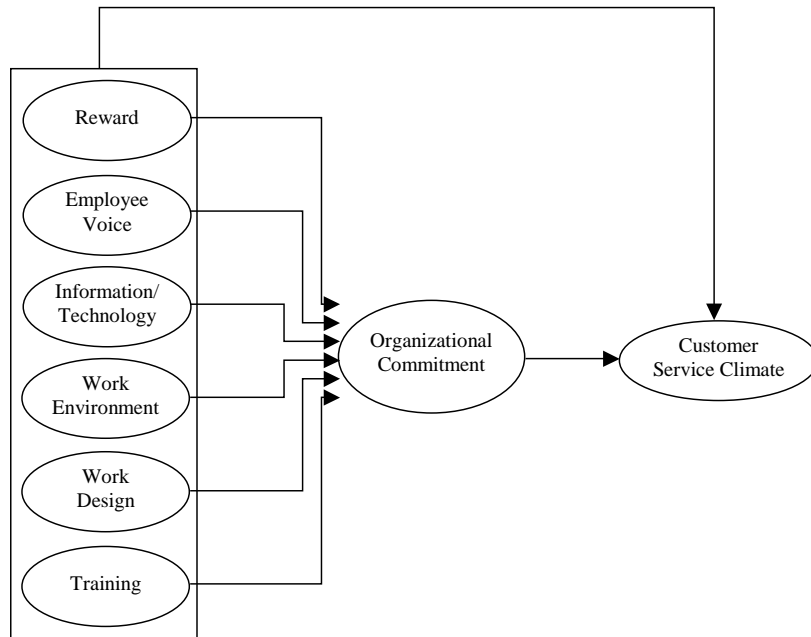 Reward
Employee
Voice
Information/
Technology
Work
Environment
Work
Design
Training
Organizational
Commitment
Customer
Service Climate